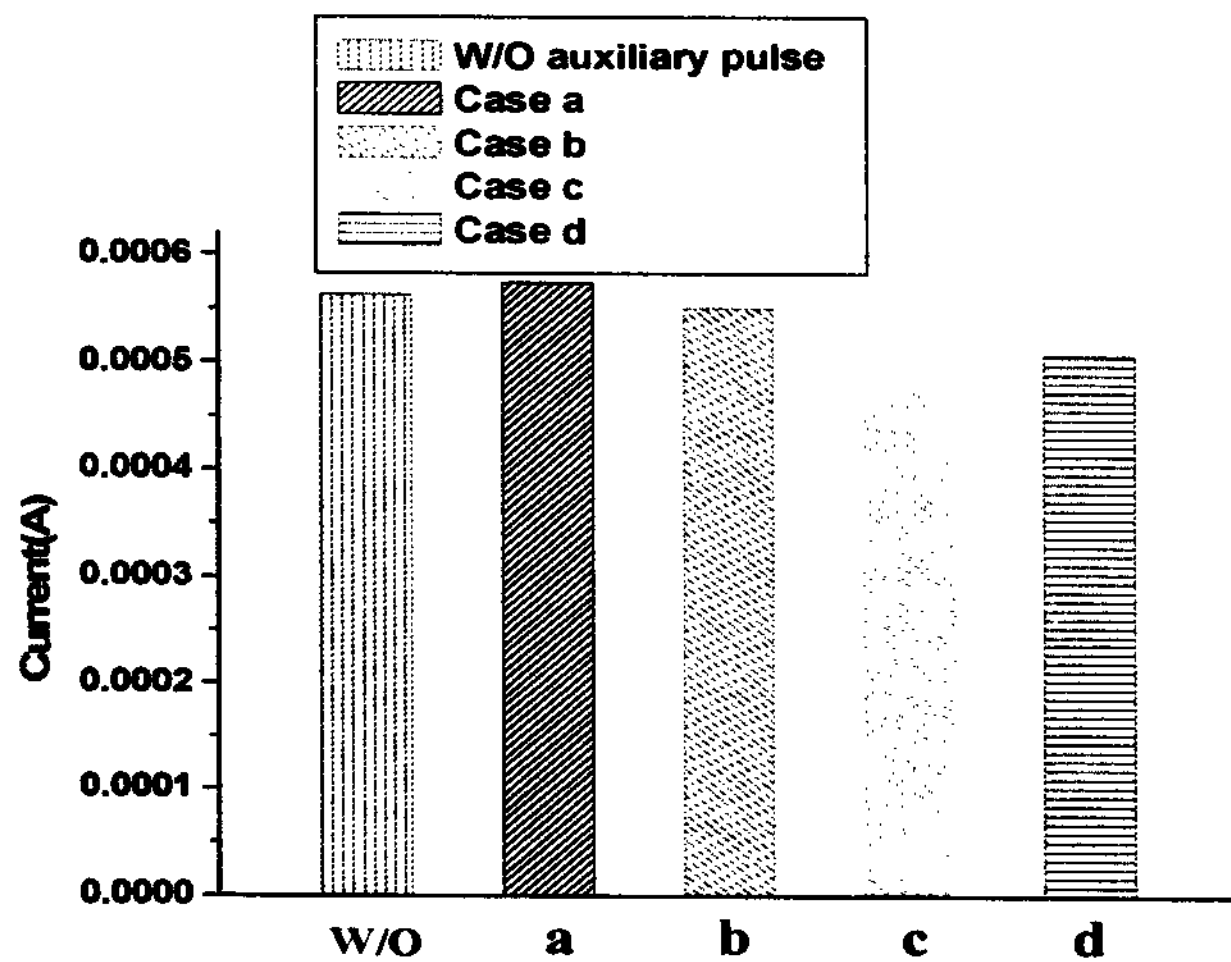 W/O auxiliary pulse
Case a
Case b
Case c
Case d
0.0006
0.0005
0.0004
0.0003
0.0002
0.0001
0.0000
Current(A)
W/O a b c d